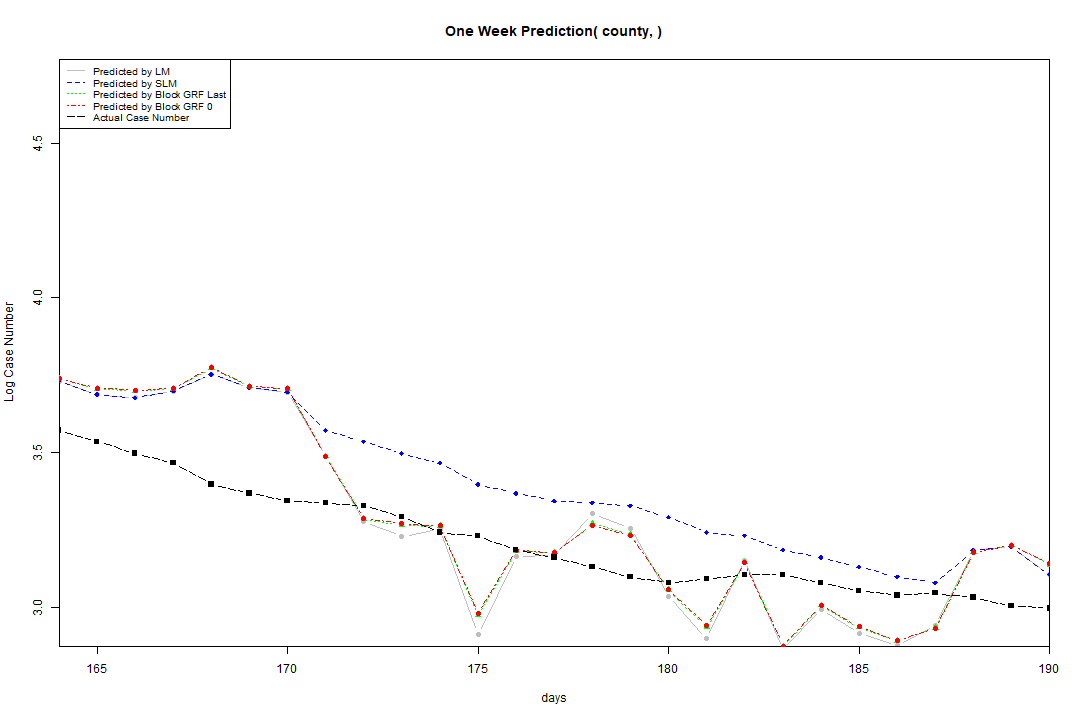 One Week Prediction( county, )
Predicted by LM
Predicted by SLM
Predicted by Block GRF Last
Predicted by Block GRF 0
Actual Case Number
4.5
4.0
3.5
3.0
Log Case Number
165 170 175 180 185 190
days